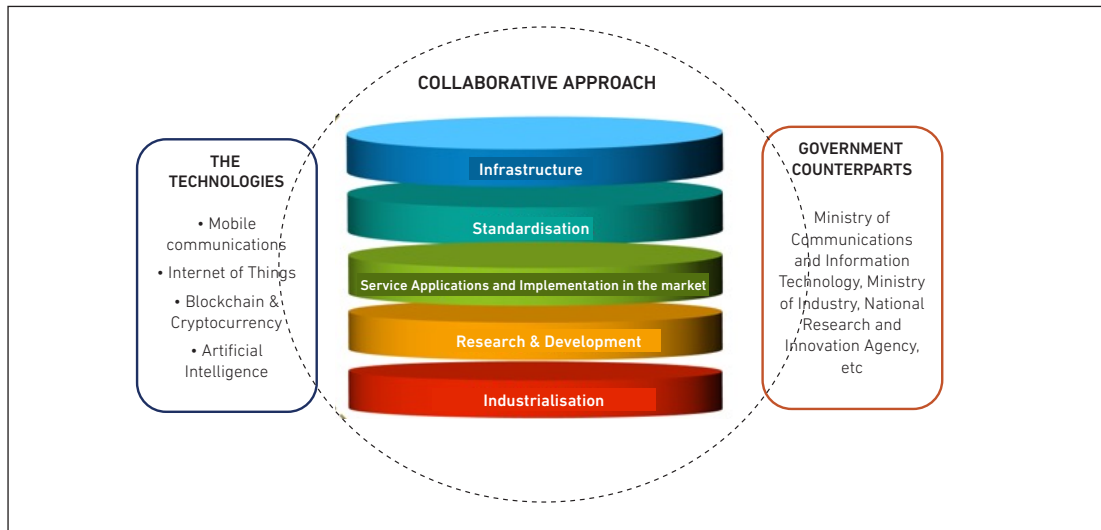 COLLABORATIVE APPROACH
THE
TECHNOLOGIES
• Mobile
communications
• Internet of Things
• Blockchain &
Cryptocurrency
• Artificial
Intelligence
Infrastructure
Standardisation
Service Applications and Implementation in the market
Research & Development
Industrialisation
GOVERNMENT
COUNTERPARTS
Ministry of
Communications
and Information
Technology, Ministry
of Industry, National
Research and
Innovation Agency,
etc